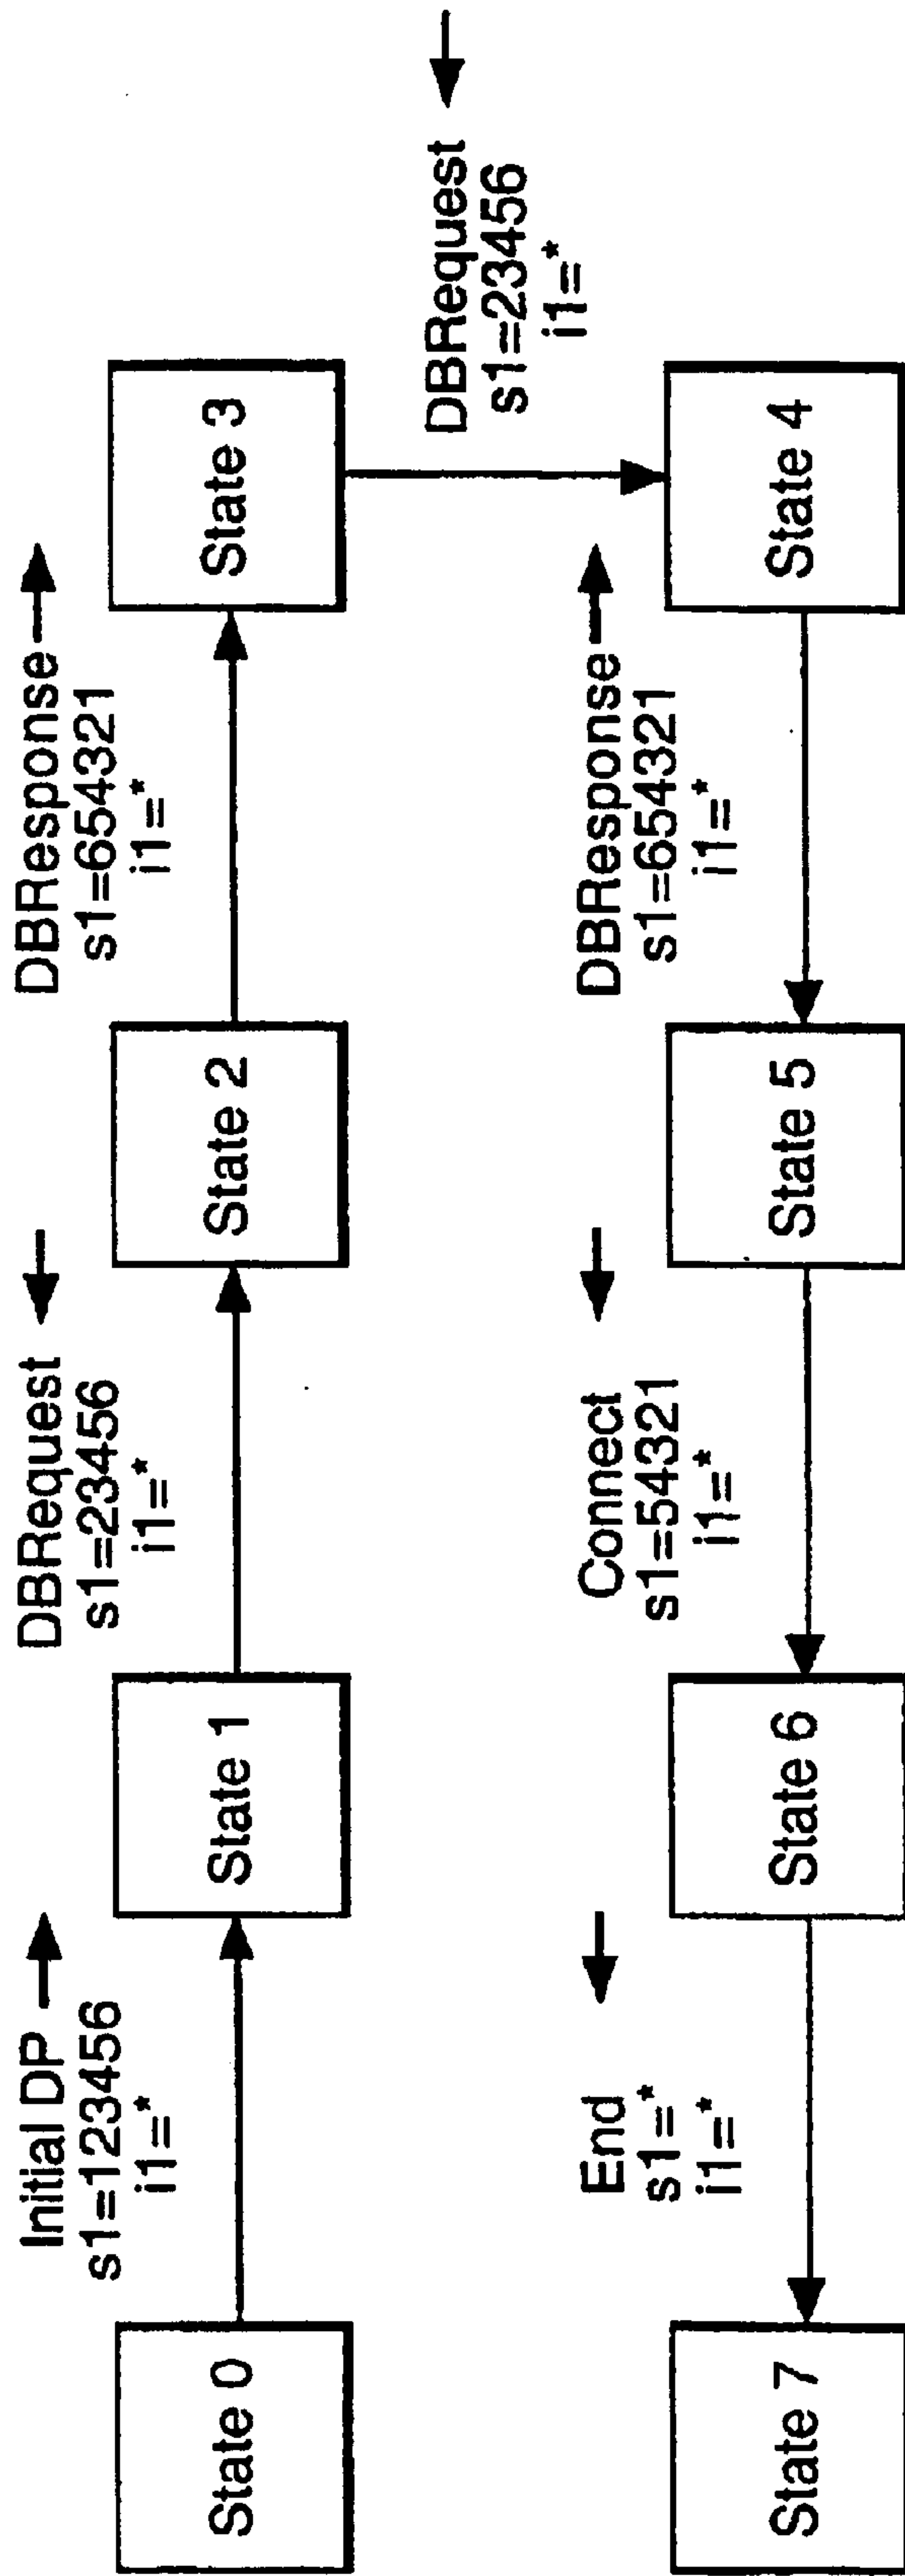 Initial DP
s1=123456
i1=*
DBRequest
s1=23456
i1=*
DBResponse
s1=654321
i1=*
State 0
State 1
State 2
State 3
DBRequest
s1=23456
i1=*
End
s1=*
i1=*
Connect
s1=54321
i1=*
DBResponse
s1=654321
i1=*
State 7
State 6
State 5
State 4